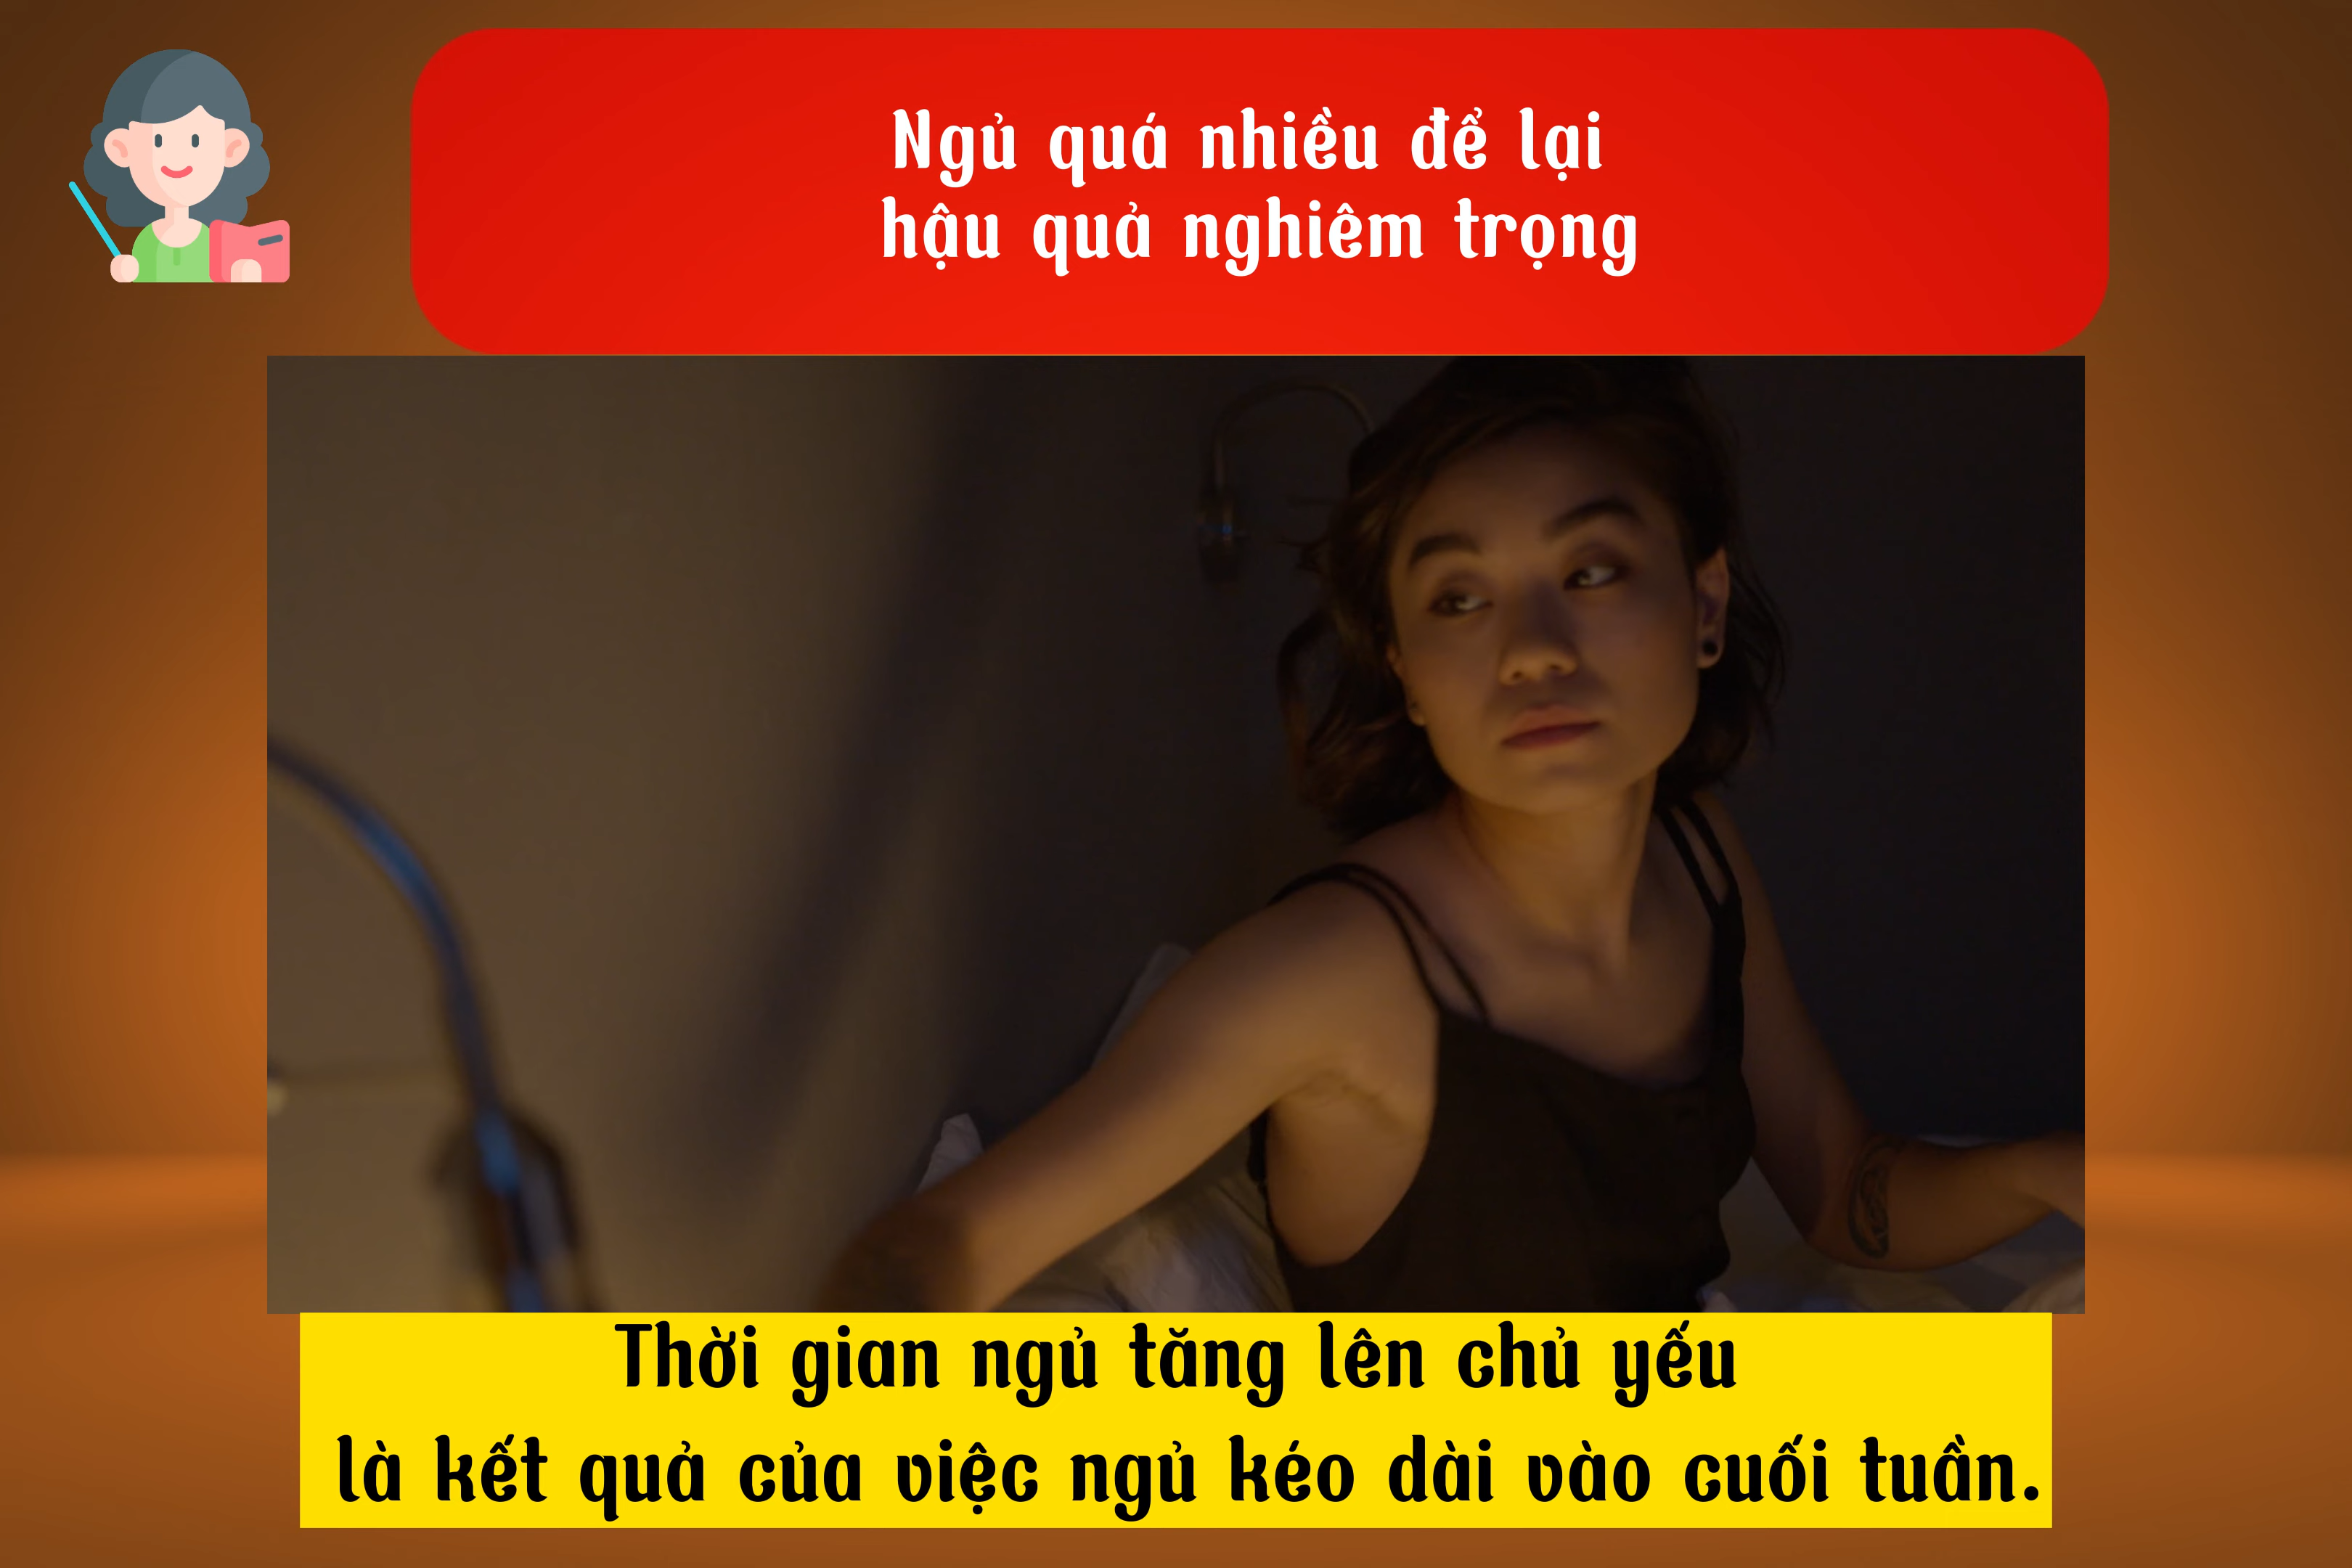 Ngủ quá nhiều để lại
hậu quả nghiêm trọng
Thời gian ngủ tăng lên chủ yếu
là kết quả của việc ngủ kéo dài vào cuối tuần.